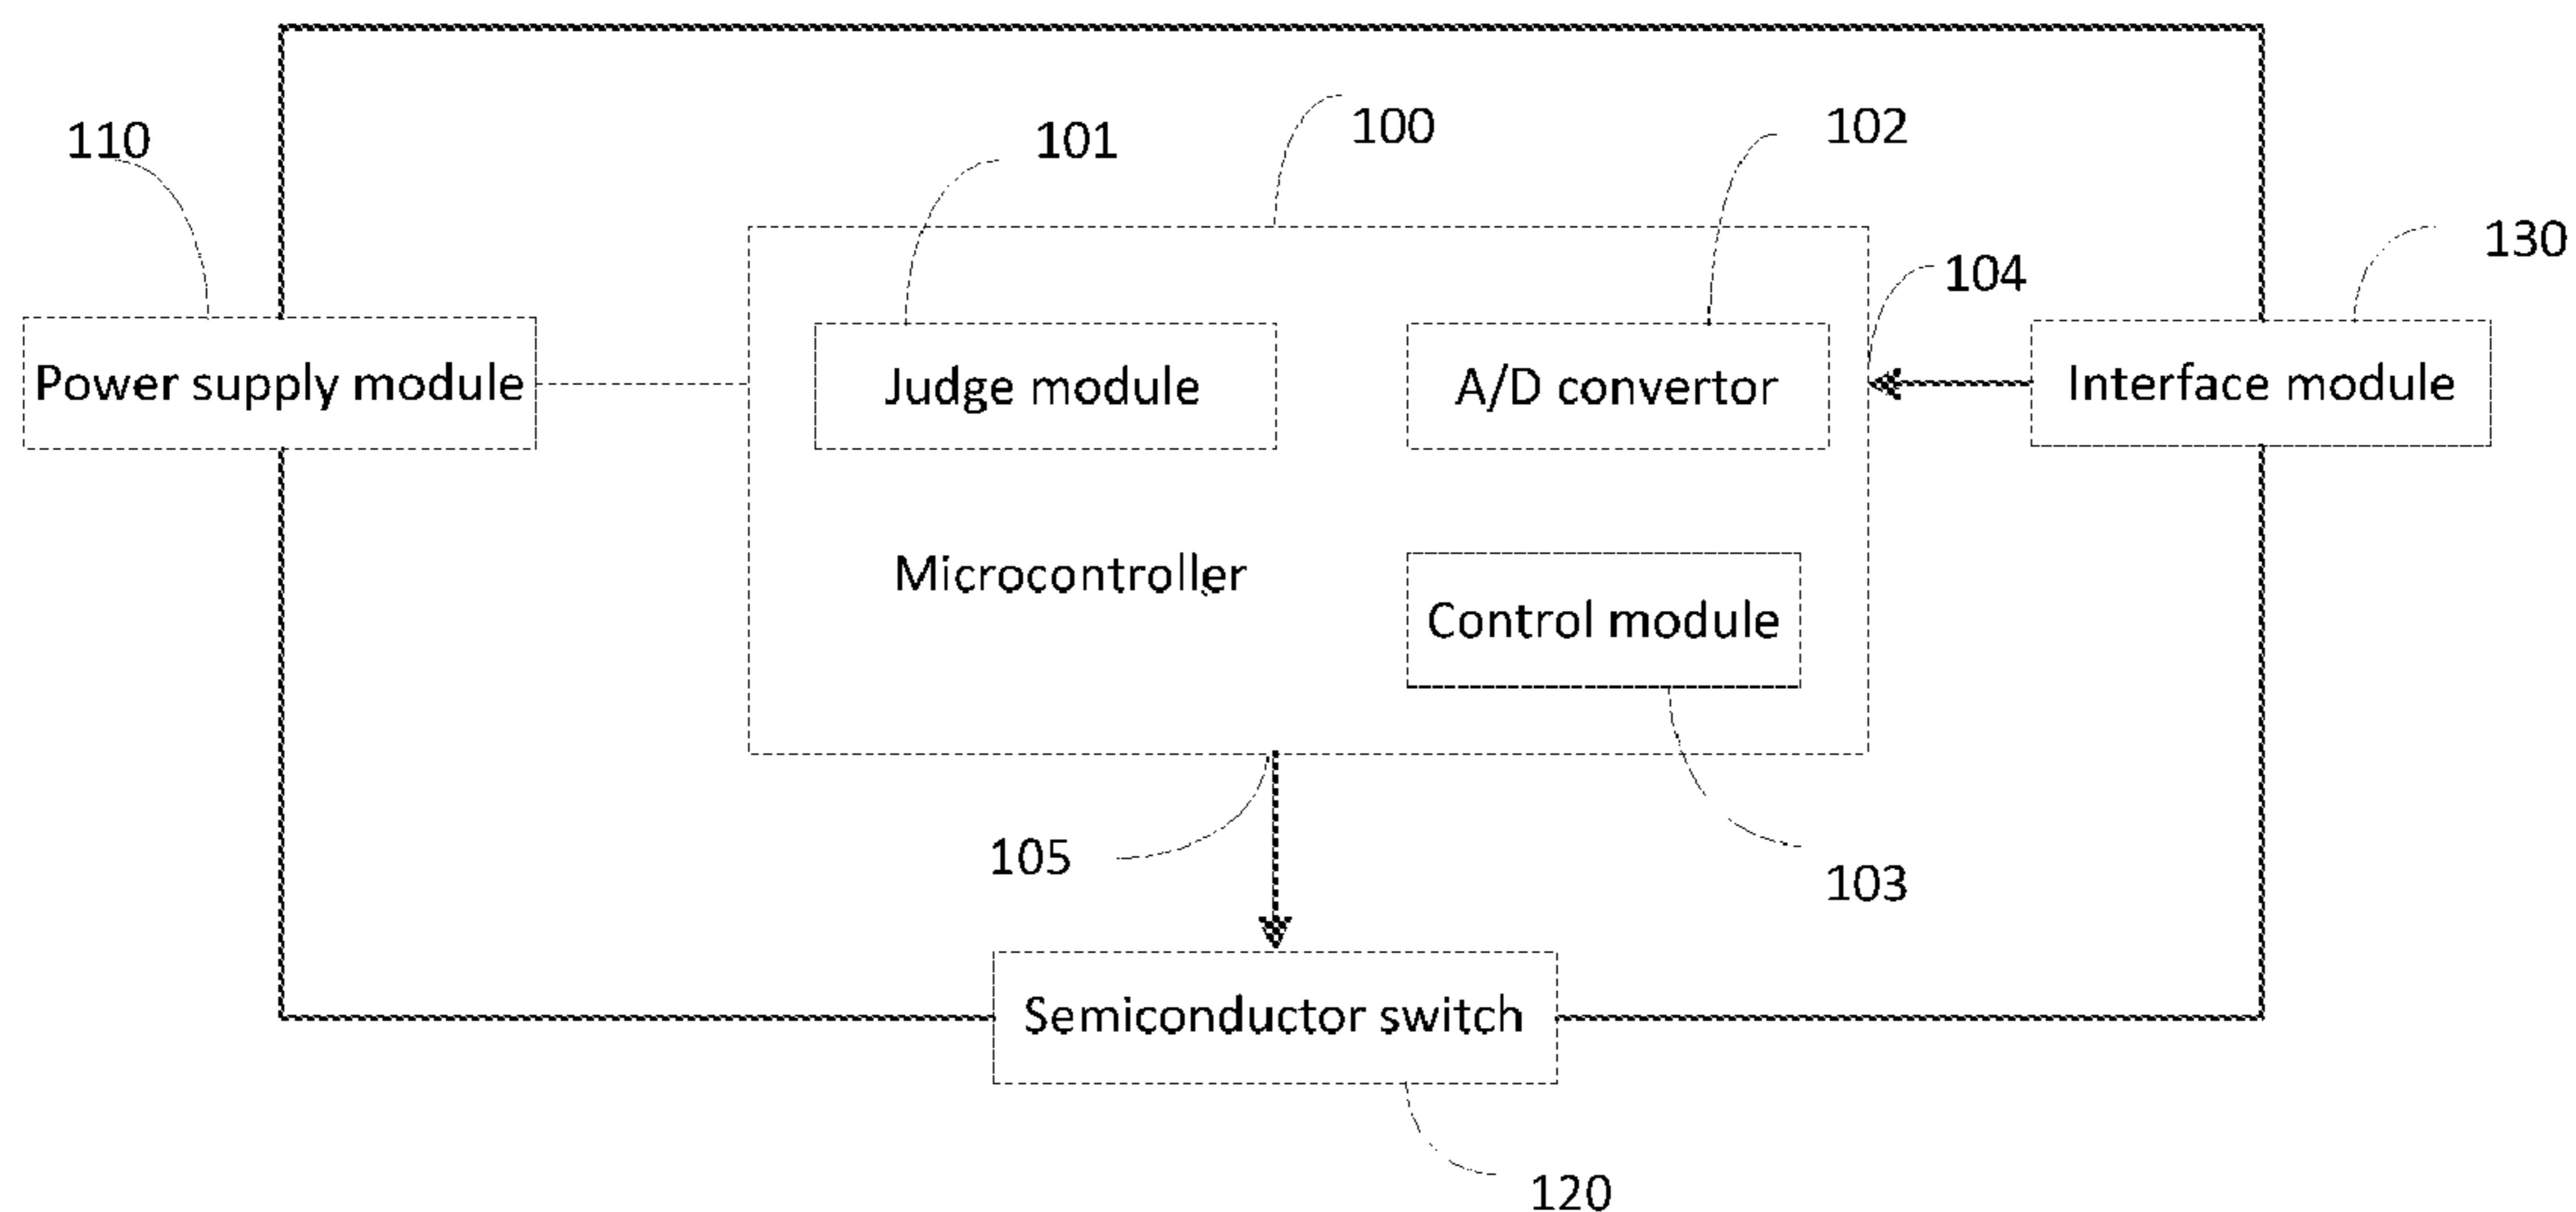 100
102
110
101
130
104
Power supply module
Judge module
A/D convertor
Interface module
Microcontroller
Control module
105
103
Semiconductor switch
120